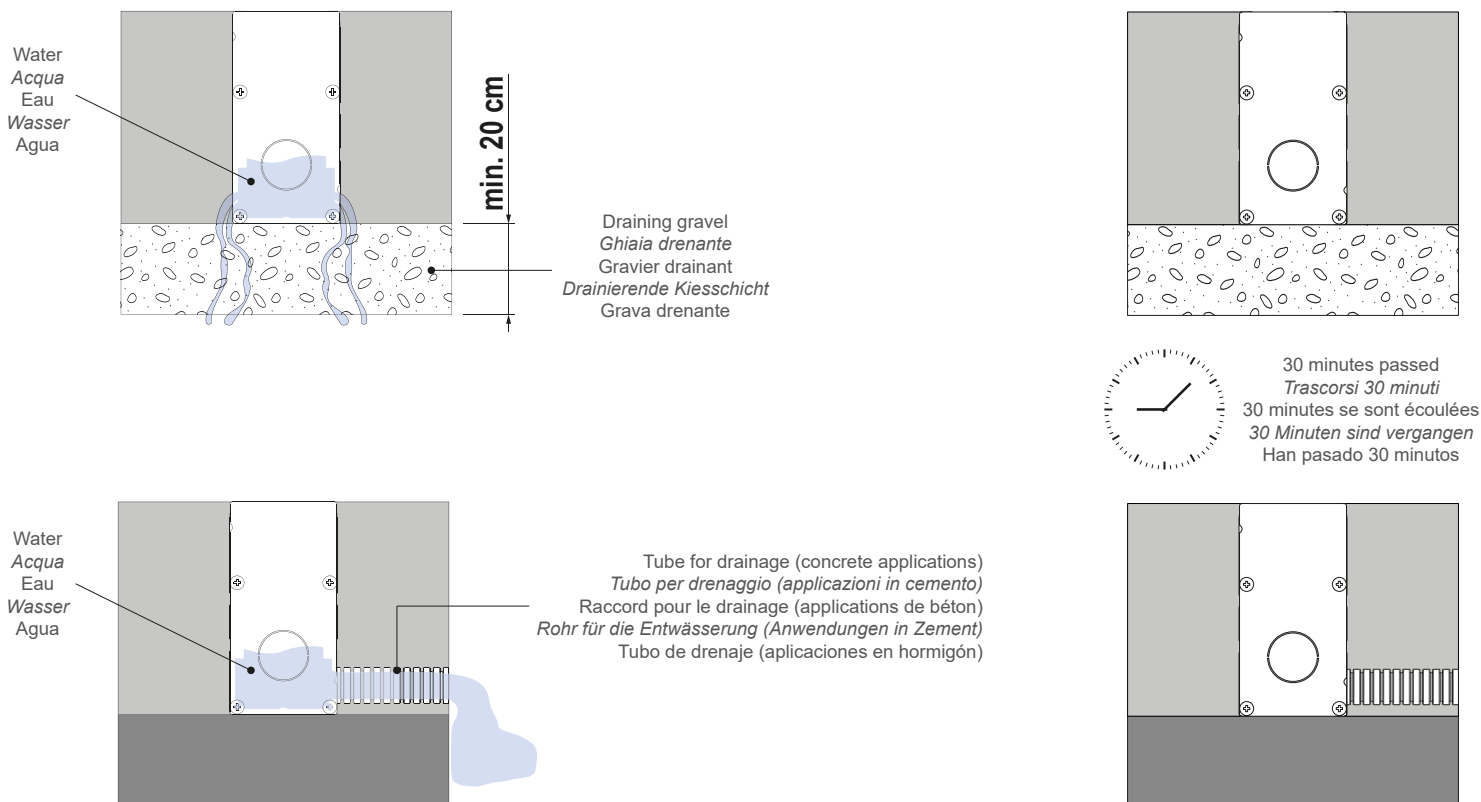 Water
Acqua
Eau
Wasser
Agua
min. 20 cm
Draining gravel
Ghiaia drenante
Gravier drainant
Drainierende Kiesschicht
Grava drenante
30 minutes passed
Trascorsi 30 minuti
30 minutes se sont écoulées
30 Minuten sind vergangen
Han pasado 30 minutos
Water
Acqua
Eau
Wasser
Agua
Tube for drainage (concrete applications)
Tubo per drenaggio (applicazioni in cemento)
Raccord pour le drainage (applications de béton)
Rohr für die Entwässerung (Anwendungen in Zement)
Tubo de drenaje (aplicaciones en hormigón)